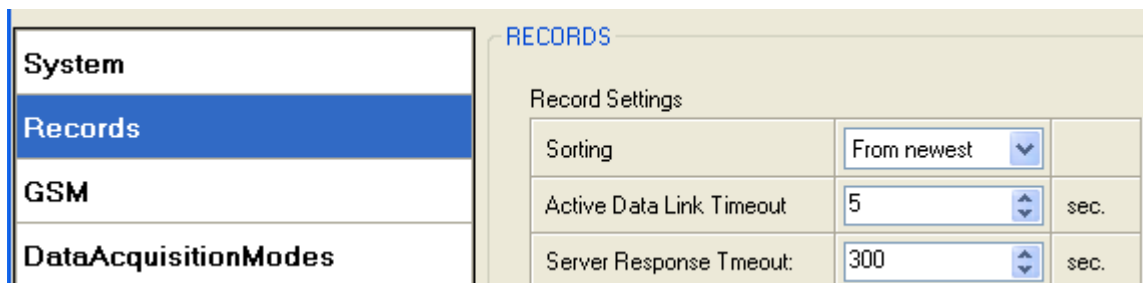 System
Records
GSM
DataAcquisitionModes
RECORDS
Record Settings
Sorting From newest
Active Data Link Timeout 5 sec.
Server Response Tmeout: 300 sec.